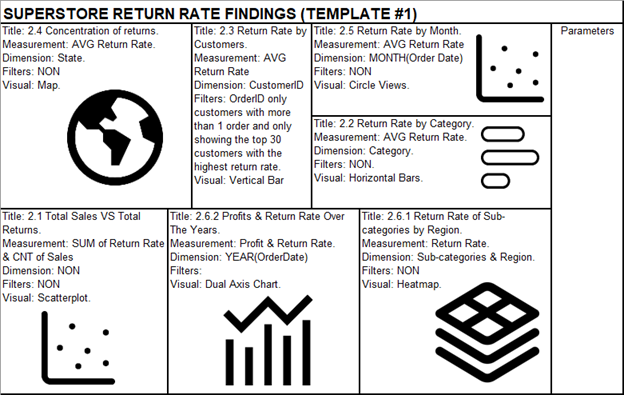 SUPERSTORE RETURN RATE FINDINGS (TEMPLATE #1)
Title: 2.4 Concentration of returns.
Measurement: AVG Return Rate.
Dimension: State.
Filters: NON
Visual: Map.
Title: 2.3 Return Rate by
Customers.
Measurement: AVG
Return Rate
Dimension: CustomerID
Filters: OrderID only
customers with more
than 1 order and only
showing the top 30
customers with the
highest return rate.
Visual: Vertical Bar
Title: 2.5 Return Rate by Month.
Measurement: AVG Return Rate
Dimension: MONTH(Order Date)
Filters: NON
Visual: Circle Views.
Title: 2.2 Return Rate by Category.
Measurement: AVG Return Rate.
Dimension: Category.
Filters: NON.
Visual: Horizontal Bars.
Parameters
Title: 2.1 Total Sales VS Total
Returns.
Measurement: SUM of Return Rate
& CNT of Sales
Dimension: NON
Filters: NON
Visual: Scatterplot.
Title: 2.6.2 Profits & Return Rate Over
The Years.
Measurement: Profit & Return Rate.
Dimension: YEAR(OrderDate)
Filters:
Visual: Dual Axis Chart.
Title: 2.6.1 Return Rate of Sub-
categories by Region.
Measurement: Return Rate.
Dimension: Sub-categories & Region.
Filters: NON
Visual: Heatmap.